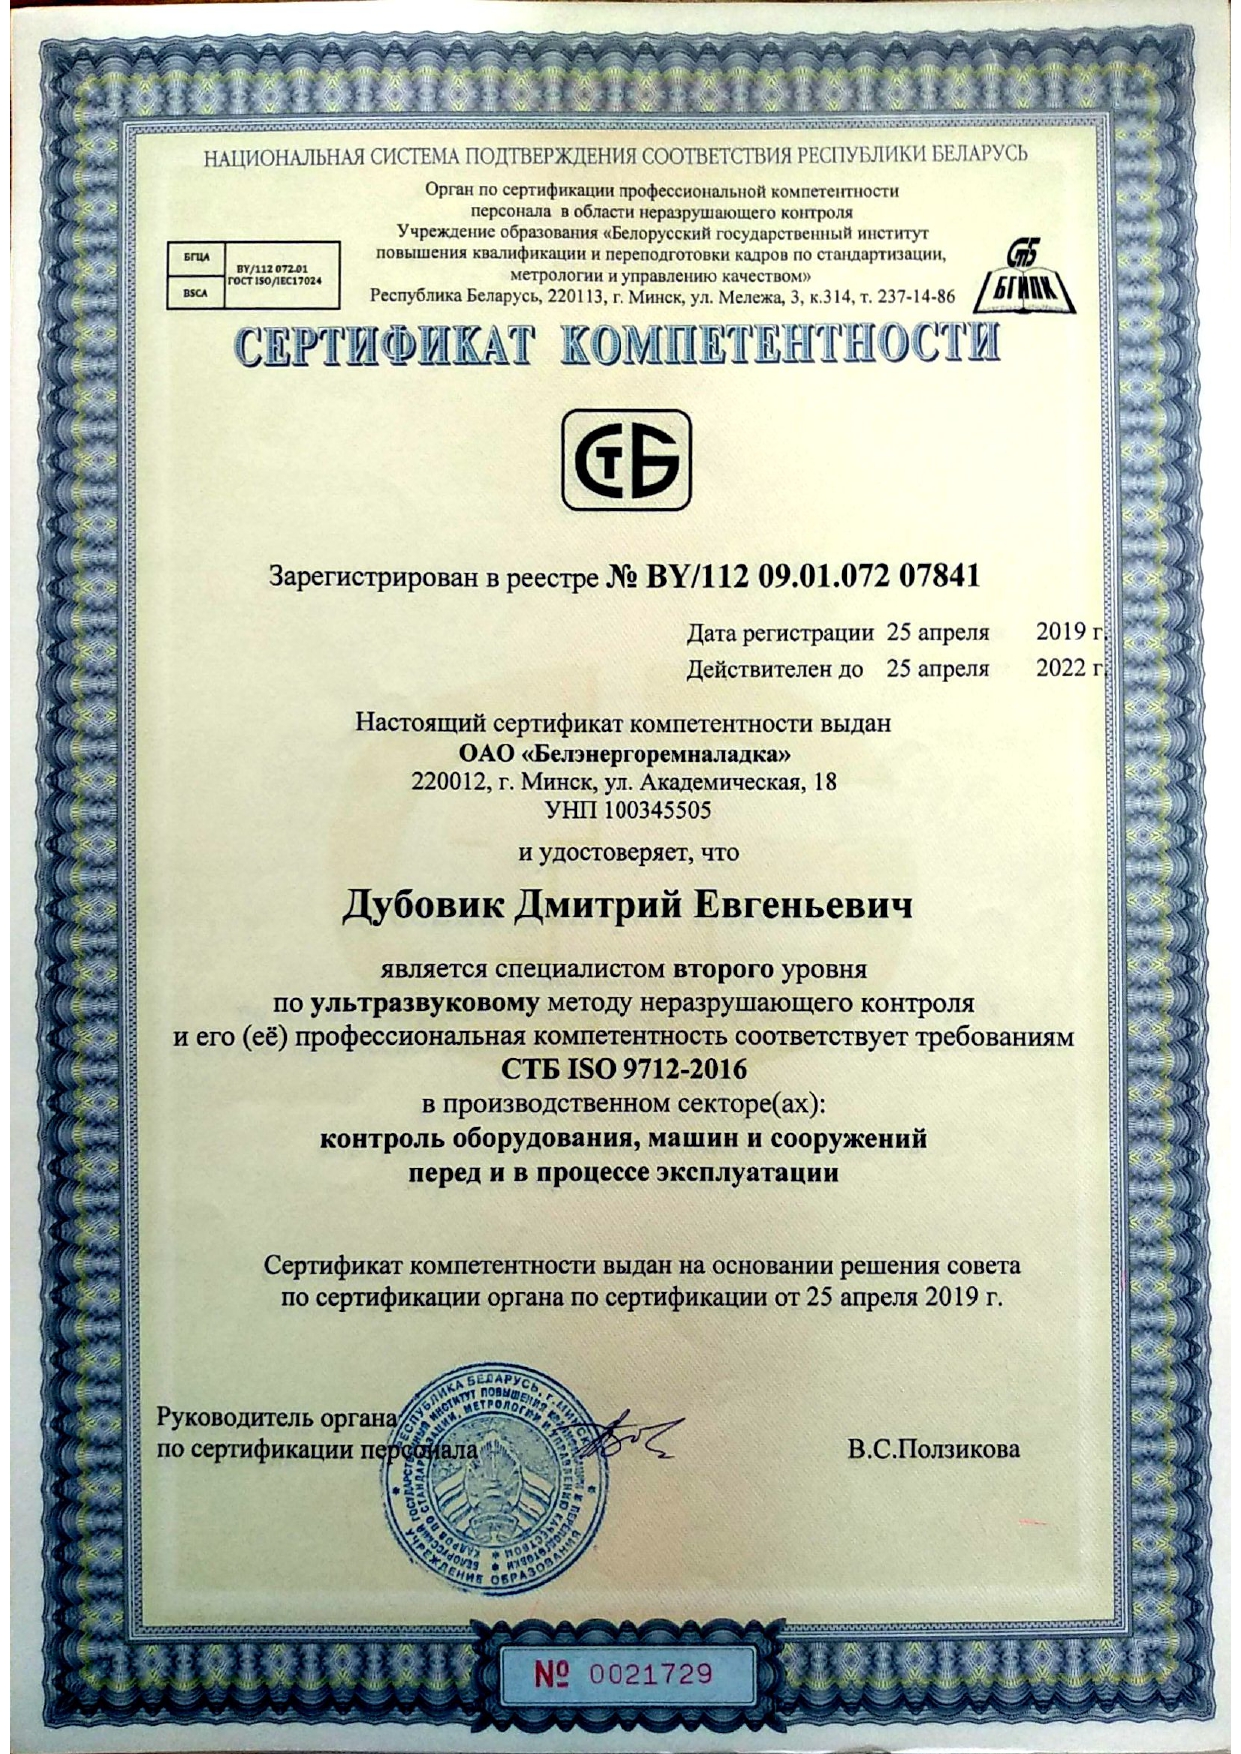 НАЦИОНАЛЬНАЯ СИСТЕМА ПОДТВЕРЖДЕНИЯ СООТВЕТСТВИЯ РЕСПУБЛИКИ БЕЛАРУСЬ
Орган по сертификации профессиональной компетентности
персонала в области неразрушающего контроля
Учреждение образования «Белорусский государственный институт
повышения квалификации и переподготовки кадров по стандартизации,
метрологии и управлению качеством»
Республика Беларусь, 220113, г. Минск, ул. Мележа, 3, к.314, т. 237-14-86
БГЦА
BSCA
BY/112 072.01
ГОСТ ISO/IEC17024
СТБ
БГИПК
СЕРТИФИКАТ КОМПЕТЕНТНОСТИ
СТБ
Зарегистрирован в реестре № BY/112 09.01.072 07841
Дата регистрации 25 апреля 2019 г.
Действителен до 25 апреля 2022 г.
Настоящий сертификат компетентности выдан
ОАО «Белэнергоремналадка»
220012, г. Минск, ул. Академическая, 18
УНП 100345505
и удостоверяет, что
Дубовик Дмитрий Евгеньевич
является специалистом второго уровня
по ультразвуковому методу неразрушающего контроля
и его (её) профессиональная компетентность соответствует требованиям
СТБ ISO 9712-2016
в производственном секторе(ах):
контроль оборудования, машин и сооружений
перед и в процессе эксплуатации
Сертификат компетентности выдан на основании решения совета
по сертификации органа по сертификации от 25 апреля 2019 г.
Руководитель органа
по сертификации персонала
В.С.Ползикова
РЕСПУБЛИКА БЕЛАРУСЬ, г. МИНСК
УЧРЕЖДЕНИЕ ОБРАЗОВАНИЯ
№ 0021729